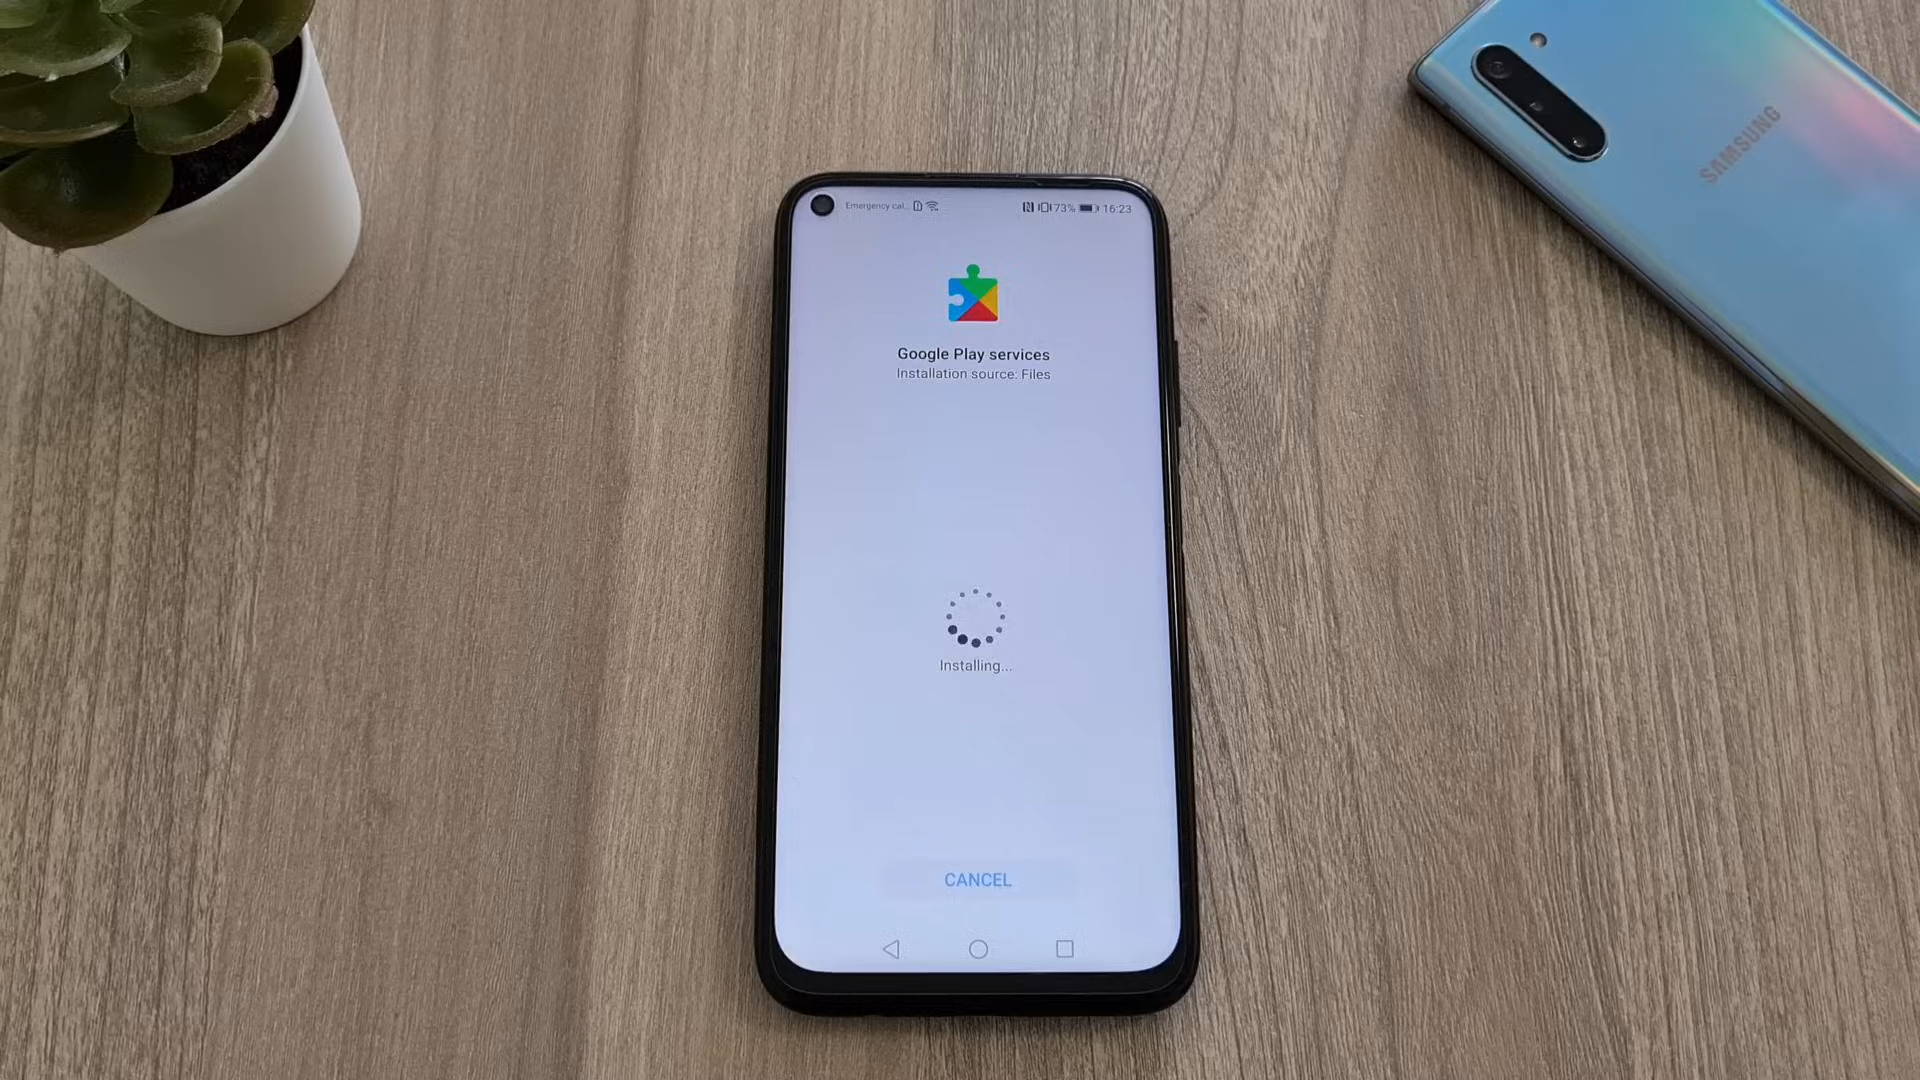 Emergency cal...
73% 16:23
Google Play services
Installation source: Files
Installing...
CANCEL
SAMSUNG